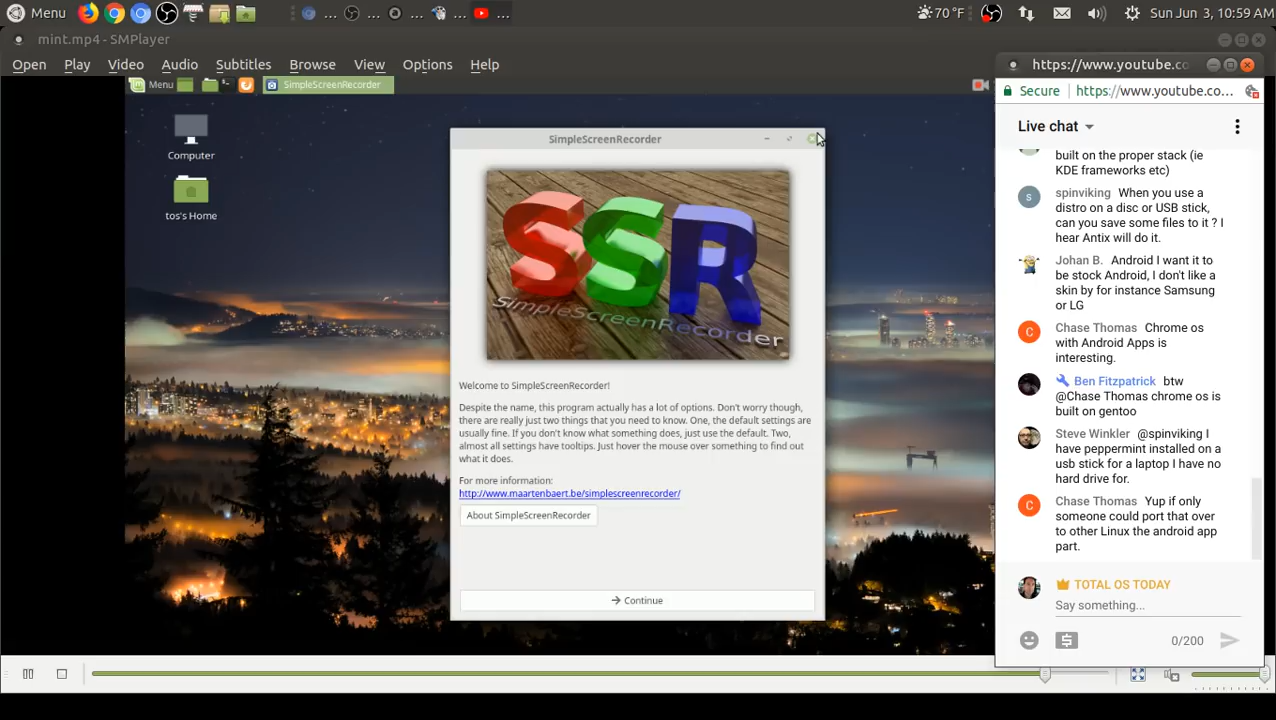 Menu
...
...
...
...
...
70 °F
Sun Jun 3, 10:59 AM
mint.mp4 - SMPlayer
Open Play Video Audio Subtitles Browse View Options Help
Menu
SimpleScreenRecorder
Computer
tos's Home
SimpleScreenRecorder
SSR
SimpleScreenRecorder
Welcome to SimpleScreenRecorder!
Despite the name, this program actually has a lot of options. Don't worry though,
there are really just two things that you need to know. One, the default settings are
usually fine. If you don't know what something does, just use the default. Two,
almost all settings have tooltips. Just hover the mouse over something to find out
what it does.
For more information:
http://www.maartenbaert.be/simplescreenrecorder/
About SimpleScreenRecorder
Continue
https://www.youtube.co
Secure https://www.youtube.co...
Live chat
built on the proper stack (ie
KDE frameworks etc)
s
spinviking When you use a
distro on a disc or USB stick,
can you save some files to it ? I
hear Antix will do it.
Johan B. Android I want it to
be stock Android, I don't like a
skin by for instance Samsung
or LG
C
Chase Thomas Chrome os
with Android Apps is
interesting.
Ben Fitzpatrick btw
@Chase Thomas chrome os is
built on gentoo
Steve Winkler @spinviking I
have peppermint installed on a
usb stick for a laptop I have no
hard drive for.
C
Chase Thomas Yup if only
someone could port that over
to other Linux the android app
part.
TOTAL OS TODAY
Say something...
$
0/200